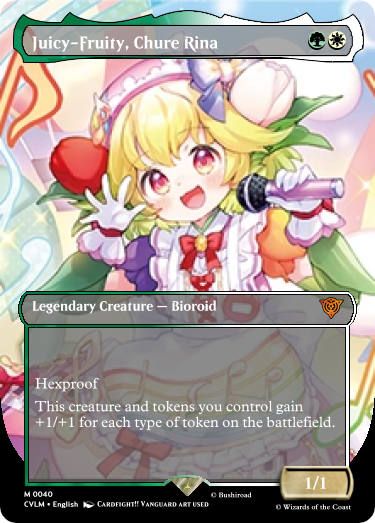 Juicy-Fruity, Chure Rina
Legendary Creature — Bioroid
Hexproof
This creature and tokens you control gain
+1/+1 for each type of token on the battlefield.
1/1
M 0040
CVLM • English CARDFIGHT!! VANGUARD ART USED
© Bushiroad
© Wizards of the Coast